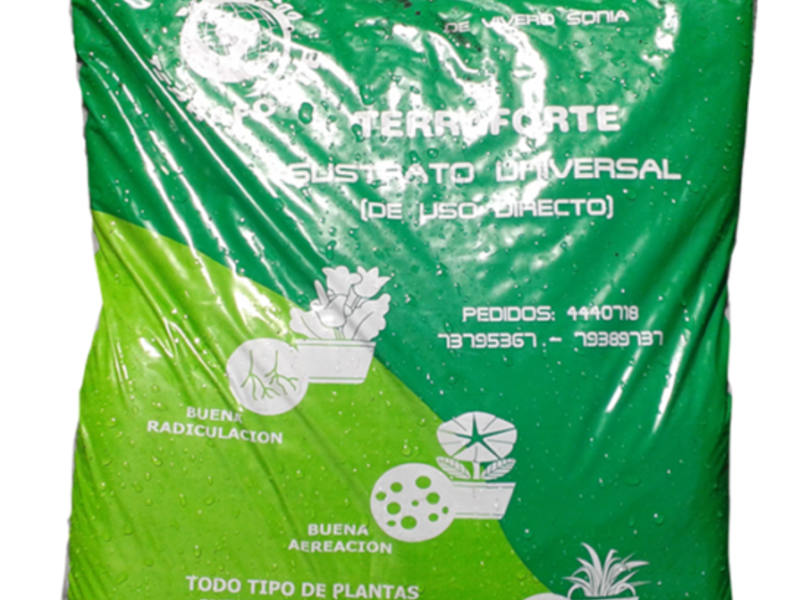 DE VIVERO SONIA
TERRAFORTE
SUSTRATO UNIVERSAL
(DE USO DIRECTO)
PEDIDOS: 4440718
73795367 - 79389737
BUENA
RADICULACION
BUENA
AEREACION
TODO TIPO DE PLANTAS